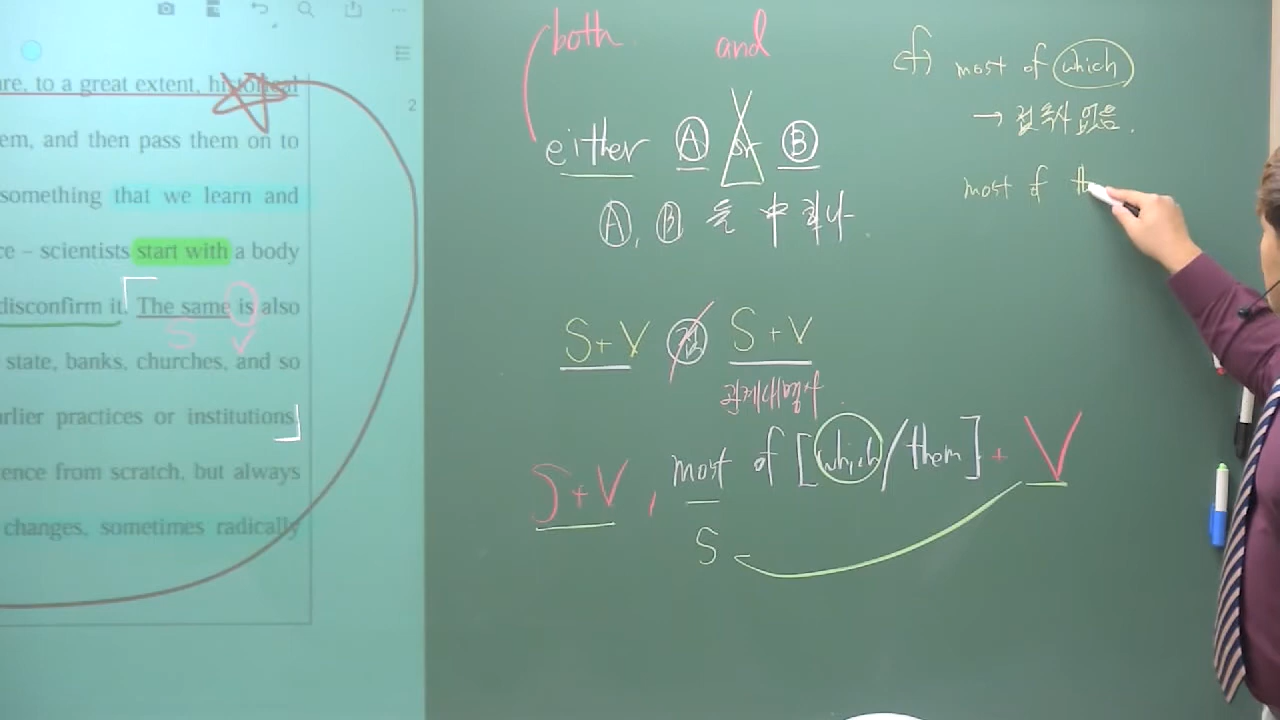 re, to a great extent, historical
2
em, and then pass them on to
something that we learn and
ce – scientists start with a body
disconfirm it. The same is also
S V
state, banks, churches, and so
rlier practices or institutions.
ence from scratch, but always
changes, sometimes radically
both and
either Ⓐ or Ⓑ
Ⓐ, Ⓑ 둘 中 하나
S+V 접 S+V
관계대명사
S+V, most of [which/them] + V
S
cf) most of which
→ 접속사 없음.
most of th